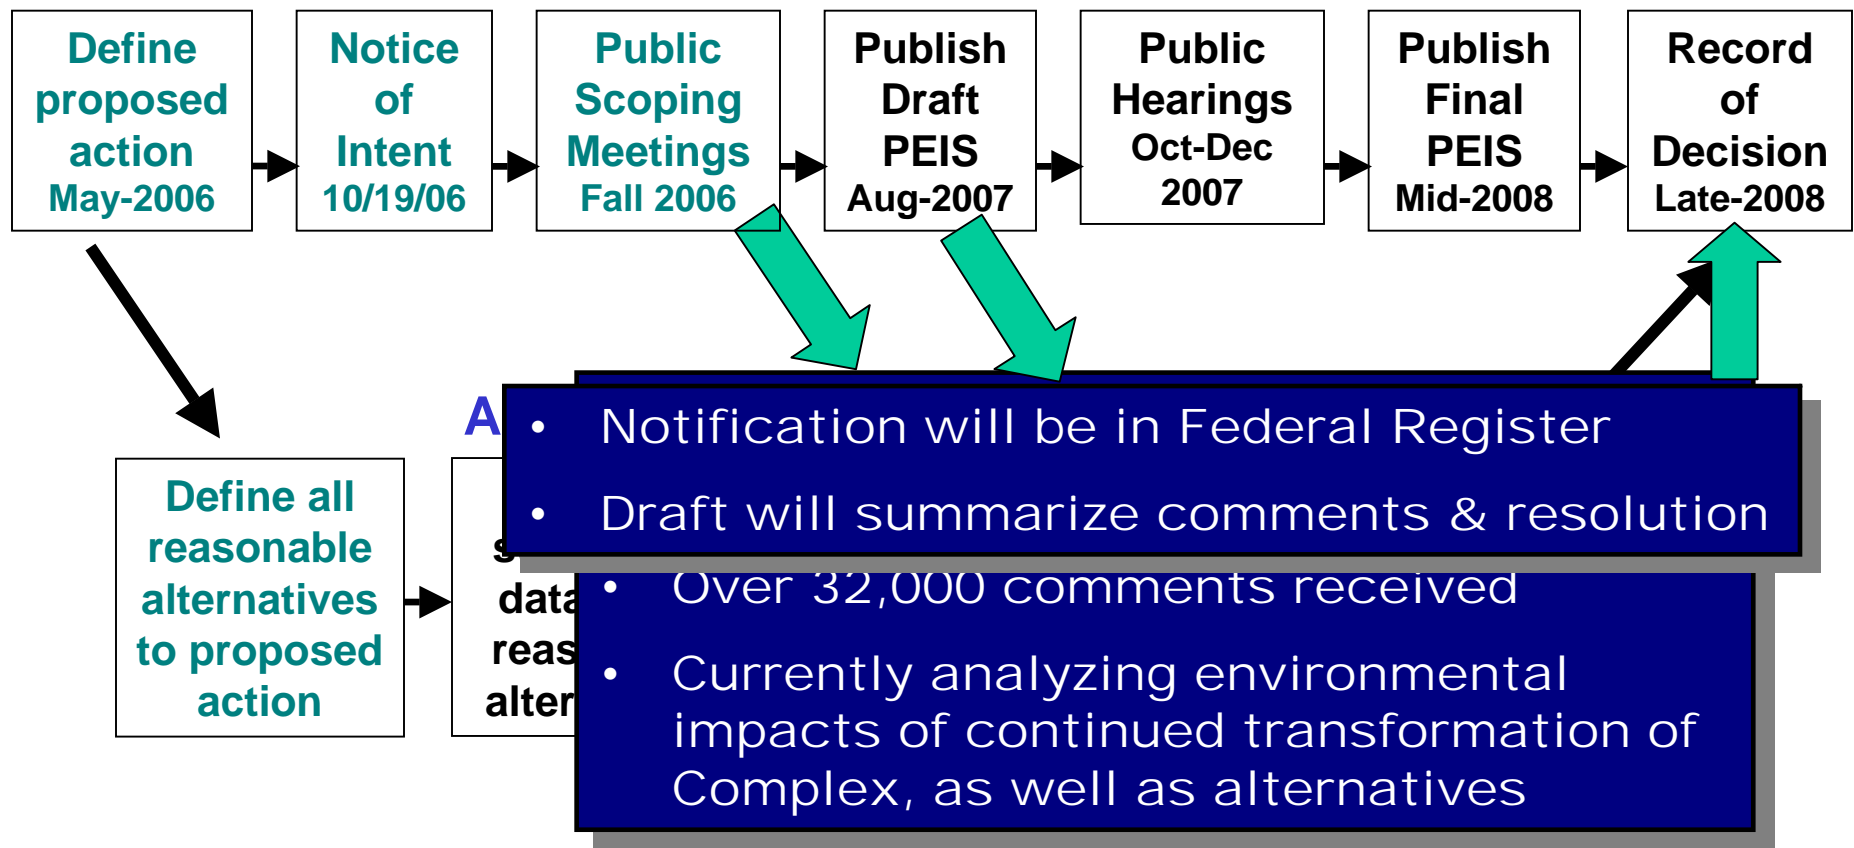 Define
proposed
action
May-2006
Notice
of
Intent
10/19/06
Public
Scoping
Meetings
Fall 2006
Publish
Draft
PEIS
Aug-2007
Public
Hearings
Oct-Dec
2007
Publish
Final
PEIS
Mid-2008
Record
of
Decision
Late-2008
Define all
reasonable
alternatives
to proposed
action
A
data
reas
alter
• Notification will be in Federal Register
• Draft will summarize comments & resolution
• Over 32,000 comments received
• Currently analyzing environmental
impacts of continued transformation of
Complex, as well as alternatives